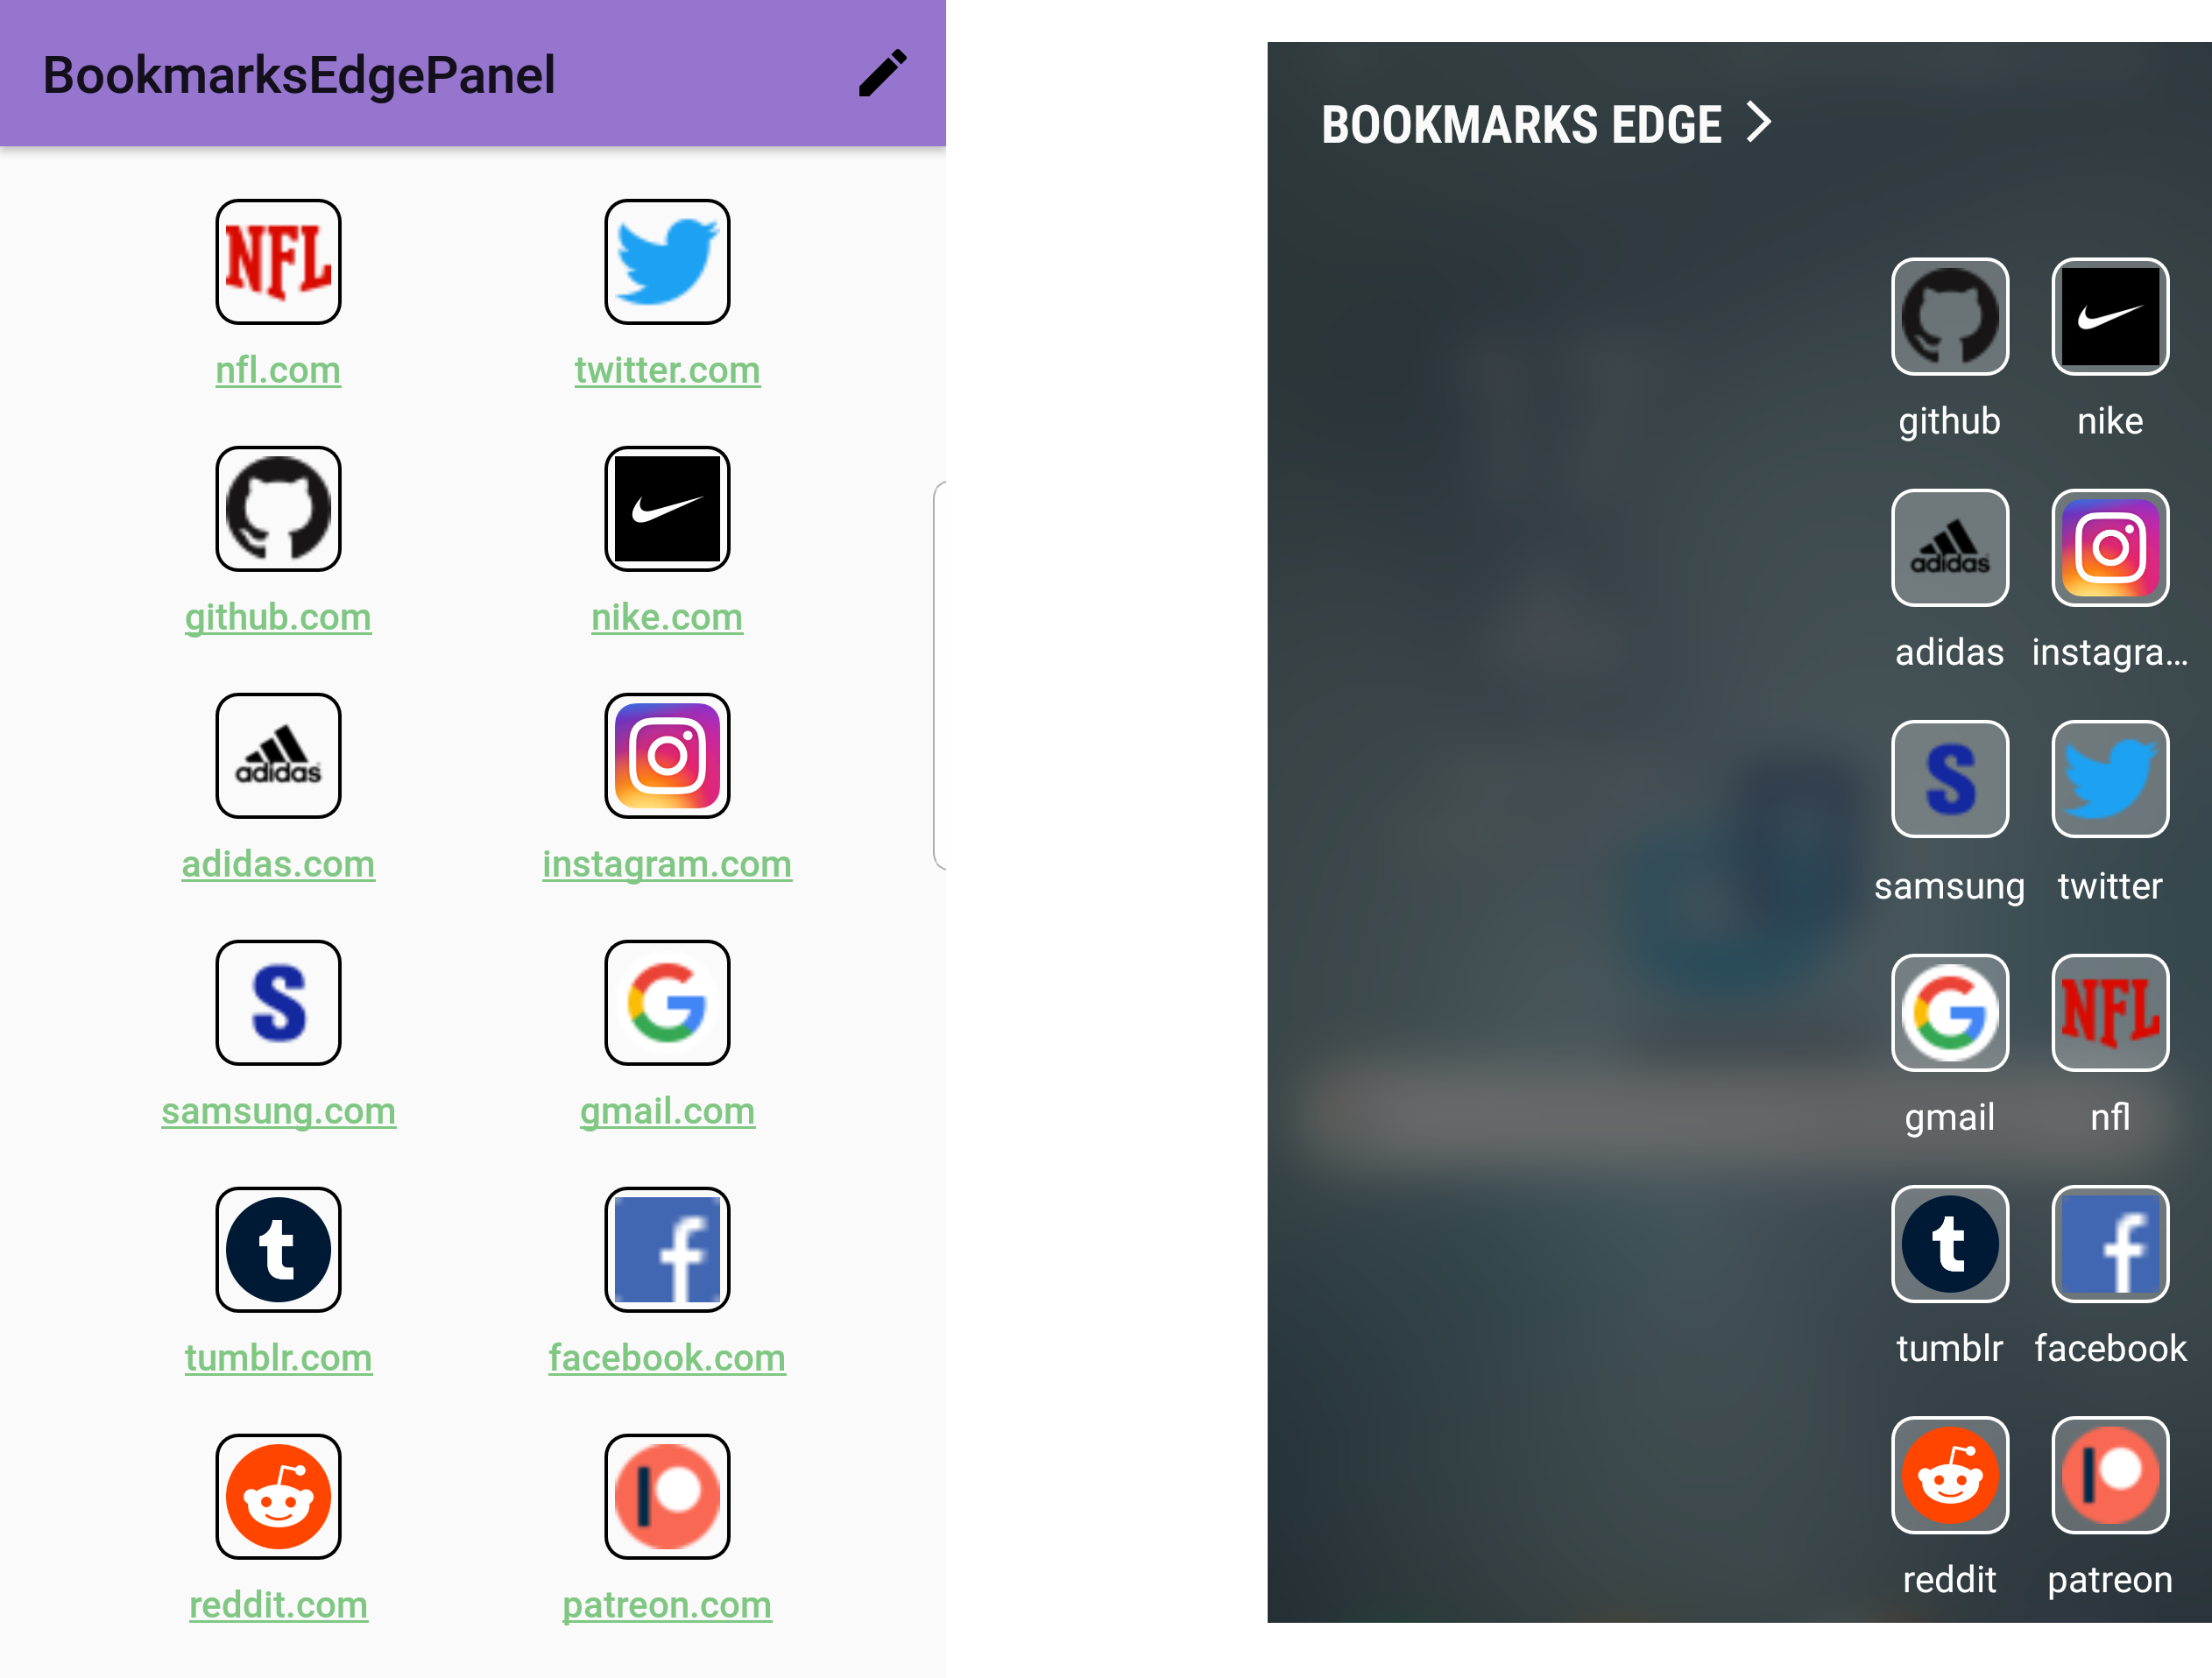 BookmarksEdgePanel
NFL
nfl.com twitter.com
github.com nike.com
adidas
adidas.com instagram.com
S G
samsung.com gmail.com
t f
tumblr.com facebook.com
reddit.com patreon.com
BOOKMARKS EDGE
github nike
adidas
adidas instagra...
S
samsung twitter
G NFL
gmail nfl
t f
tumblr facebook
reddit patreon